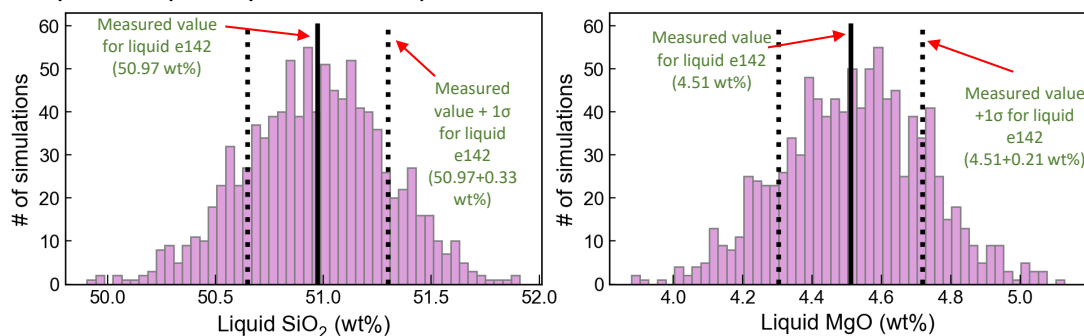 60
50
40
30
20
10
0
# of simulations
Measured value
for liquid e142
(50.97 wt%)
Measured
value + 1σ
for liquid
e142
(50.97+0.33
wt%)
50.0
50.5
51.0
51.5
52.0
Liquid SiO₂ (wt%)
60
50
40
30
20
10
0
# of simulations
Measured value
for liquid e142
(4.51 wt%)
Measured value
+1σ for liquid
e142
(4.51+0.21 wt%)
4.0
4.2
4.4
4.6
4.8
5.0
Liquid MgO (wt%)